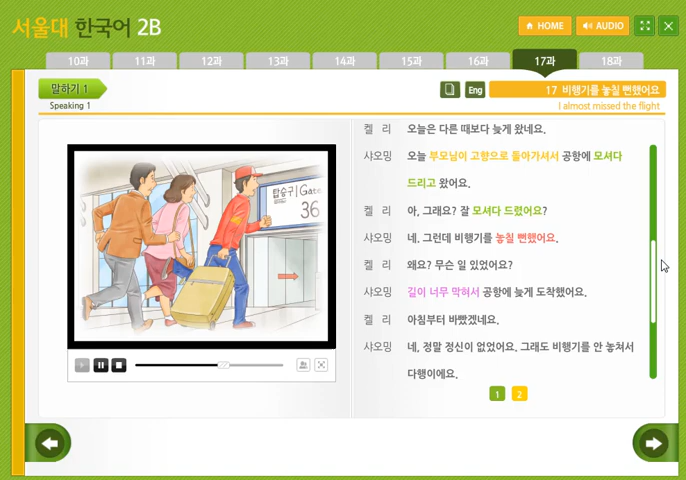 서울대 한국어 2B
HOME
AUDIO
10과
11과
12과
13과
14과
15과
16과
17과
18과
말하기 1
Speaking 1
Eng
17 비행기를 놓칠 뻔했어요
I almost missed the flight
탑승구 Gate
36
켈 리 오늘은 다른 때보다 늦게 왔네요.
샤오밍 오늘 부모님이 고향으로 돌아가셔서 공항에 모셔다
드리고 왔어요.
켈 리 아, 그래요? 잘 모셔다 드렸어요?
샤오밍 네. 그런데 비행기를 놓칠 뻔했어요.
켈 리 왜요? 무슨 일 있었어요?
샤오밍 길이 너무 막혀서 공항에 늦게 도착했어요.
켈 리 아침부터 바빴겠네요.
샤오밍 네, 정말 정신이 없었어요. 그래도 비행기를 안 놓쳐서
다행이에요.
1
2